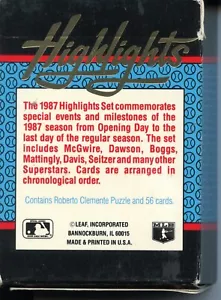 Highlights
The 1987 Highlights Set commemorates
special events and milestones of the
1987 season from Opening Day to the
last day of the regular season. The set
includes McGwire, Dawson, Boggs,
Mattingly, Davis, Seitzer and many other
Superstars. Cards are arranged in
chronological order.
Contains Roberto Clemente Puzzle and 56 cards.
©LEAF, INCORPORATED
BANNOCKBURN, IL 60015
MADE & PRINTED IN U.S.A.